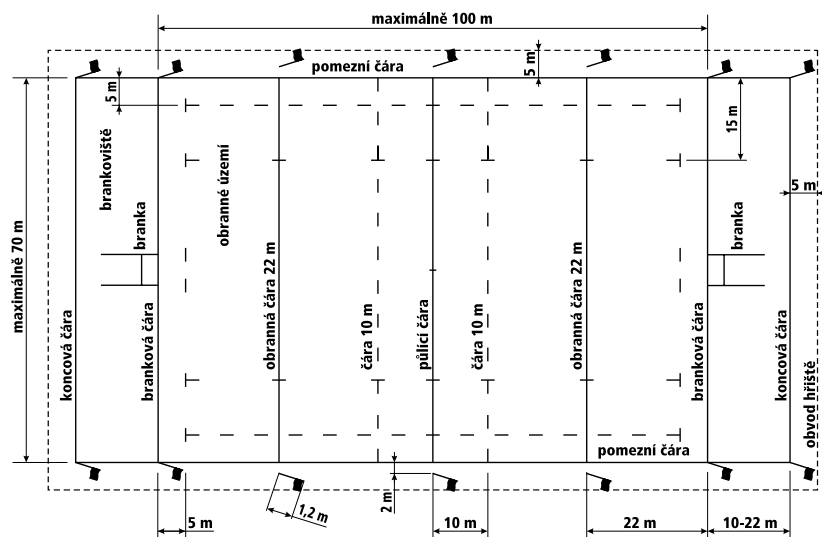 maximálně 100 m
pomezní čára
5 m
5 m
15 m
5 m
maximálně 70 m
brankoviště
branka
obranné území
branka
koncová čára
branková čára
obranná čára 22 m
čára 10 m
půlicí čára
čára 10 m
obranná čára 22 m
branková čára
koncová čára
obvod hřiště
pomezní čára
5 m
1,2 m
2 m
10 m
22 m
10-22 m